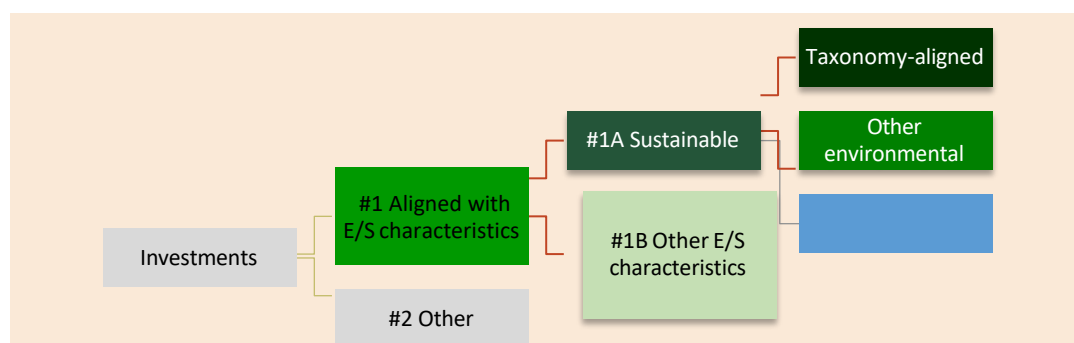 Taxonomy-aligned
Other
environmental
#1A Sustainable
#1 Aligned with
E/S characteristics
#1B Other E/S
characteristics
Investments
#2 Other